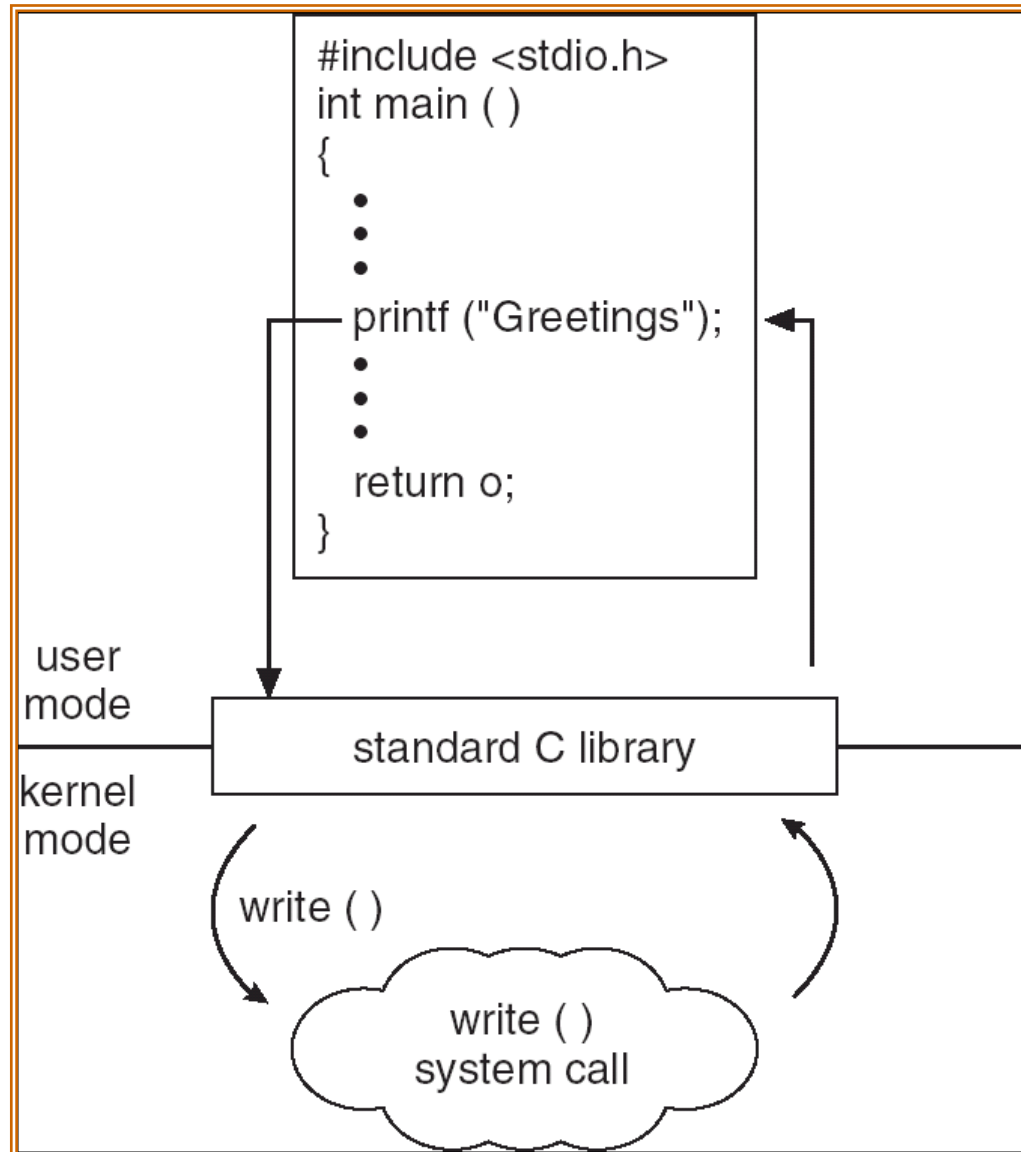 #include <stdio.h>
int main ( )
{
•
•
•
printf ("Greetings");
•
•
•
return o;
}
user
mode
standard C library
kernel
mode
write ( )
write ( )
system call